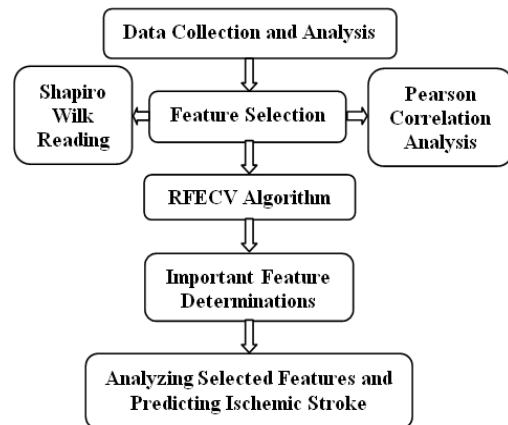 Data Collection and Analysis
Shapiro
Wilk
Reading
Feature Selection
Pearson
Correlation
Analysis
RFECV Algorithm
Important Feature
Determinations
Analyzing Selected Features and
Predicting Ischemic Stroke